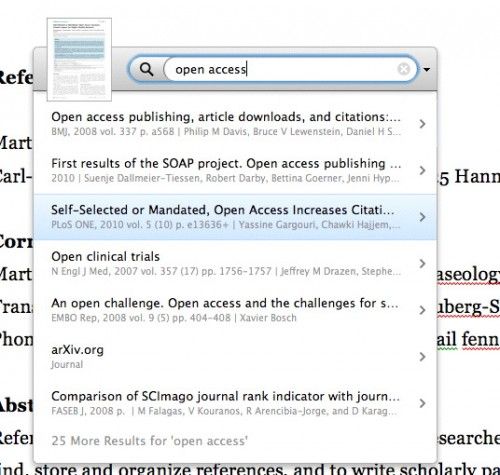 open access
Refe
Open access publishing, article downloads, and citations:...
BMJ, 2008 vol. 337 p. a568 | Philip M Davis, Bruce V Lewenstein, Daniel H S...
Mart
First results of the SOAP project. Open access publishing ...
2010 | Suenje Dallmeier-Tiessen, Robert Darby, Bettina Goerner, Jenni Hyp...
Carl- 25 Hann
Self-Selected or Mandated, Open Access Increases Citati...
PLoS ONE, 2010 vol. 5 (10) p. e13636+ | Yassine Gargouri, Chawki Hajjem,...
Corr
Open clinical trials
N Engl J Med, 2007 vol. 357 (17) pp. 1756-1757 | Jeffrey M Drazen, Stephe...
Mart aseology
An open challenge. Open access and the challenges for s...
EMBO Rep, 2008 vol. 9 (5) pp. 404-408 | Xavier Bosch
Tran uberg-S
Phon ail fenn
arXiv.org
Journal
Comparison of SCImago journal rank indicator with journ...
FASEB J, 2008 p. | M Falagas, V Kouranos, R Arencibia-Jorge, and D Karag...
Abst
25 More Results for 'open access'
Refer esearche
find, store and organize references, and to write scholarly pa